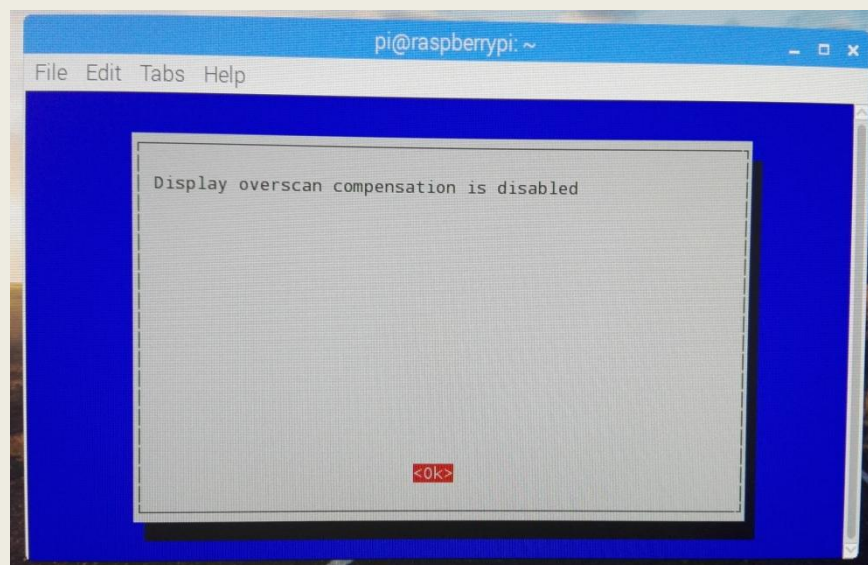 pi@raspberrypi: ~
File Edit Tabs Help
Display overscan compensation is disabled
<Ok>